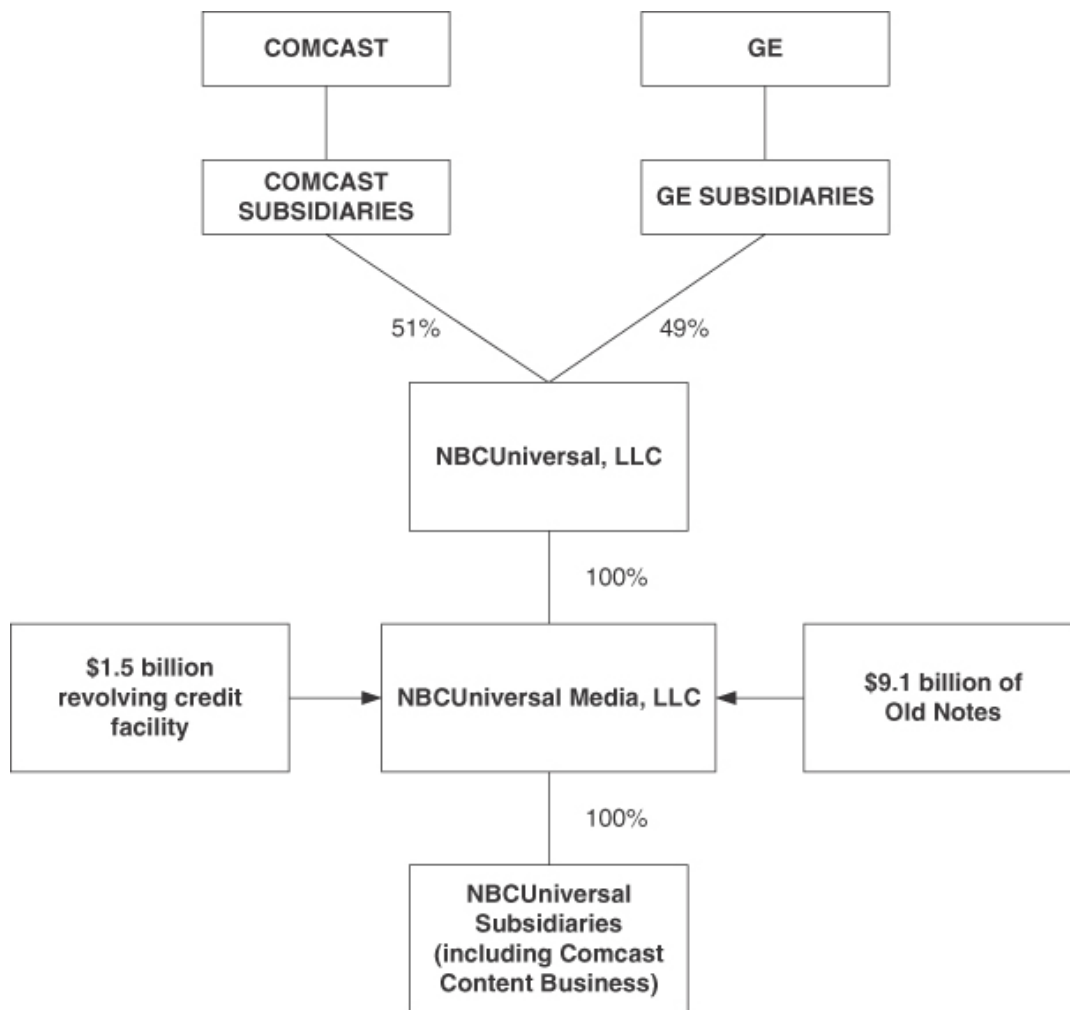 COMCAST
GE
COMCAST
SUBSIDIARIES
GE SUBSIDIARIES
51%
49%
NBCUniversal, LLC
100%
$1.5 billion
revolving credit
facility
NBCUniversal Media, LLC
$9.1 billion of
Old Notes
100%
NBCUniversal
Subsidiaries
(including Comcast
Content Business)